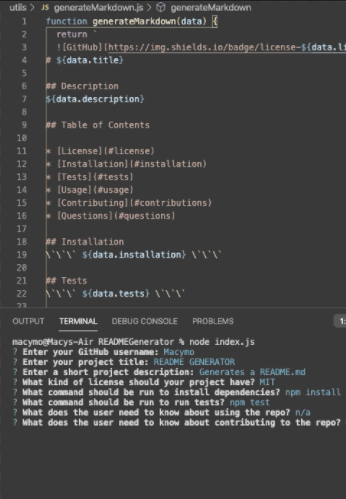 utils > JS generateMarkdown.js > generateMarkdown
1 function generateMarkdown(data) {
2 return `
3 ![GitHub](https://img.shields.io/badge/license-${data.li
4 # ${data.title}
5
6 ## Description
7 ${data.description}
8
9 ## Table of Contents
10
11 * [License](#license)
12 * [Installation](#installation)
13 * [Tests](#tests)
14 * [Usage](#usage)
15 * [Contributing](#contributions)
16 * [Questions](#questions)
17
18 ## Installation
19 \`\`\` ${data.installation} \`\`\`
20
21 ## Tests
22 \`\`\` ${data.tests} \`\`\`
23
OUTPUT TERMINAL DEBUG CONSOLE PROBLEMS 1:
macymo@Macys-Air READMEGenerator % node index.js
? Enter your GitHub username: Macymo
? Enter your project title: README GENERATOR
? Enter a short project description: Generates a README.md
? What kind of license should your project have? MIT
? What command should be run to install dependencies? npm install
? What command should be run to run tests? npm test
? What does the user need to know about using the repo? n/a
? What does the user need to know about contributing to the repo?